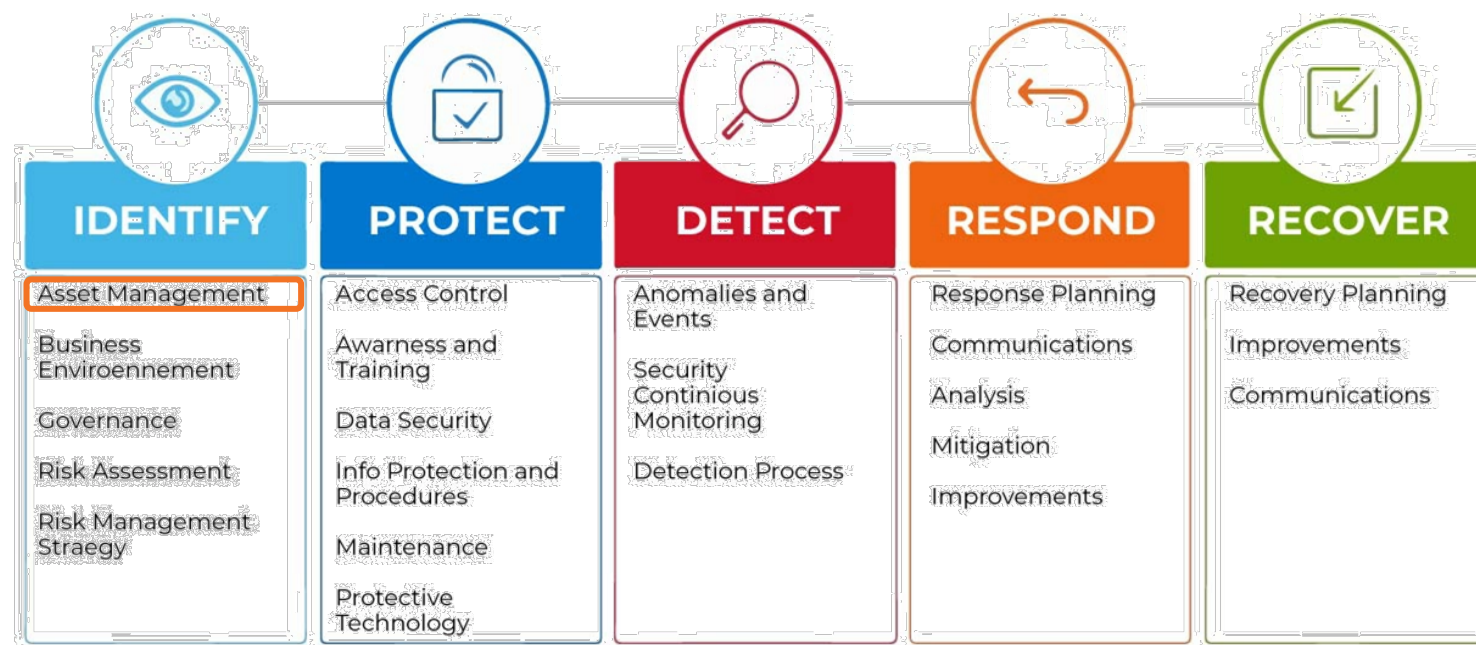 IDENTIFY
Asset Management
Business
Enviroennement
Governance
Risk Assessment
Risk Management
Straegy
PROTECT
Access Control
Awarness and
Training
Data Security
Info Protection and
Procedures
Maintenance
Protective
Technology
DETECT
Anomalies and
Events
Security
Continious
Monitoring
Detection Process
RESPOND
Response Planning
Communications
Analysis
Mitigation
Improvements
RECOVER
Recovery Planning
Improvements
Communications